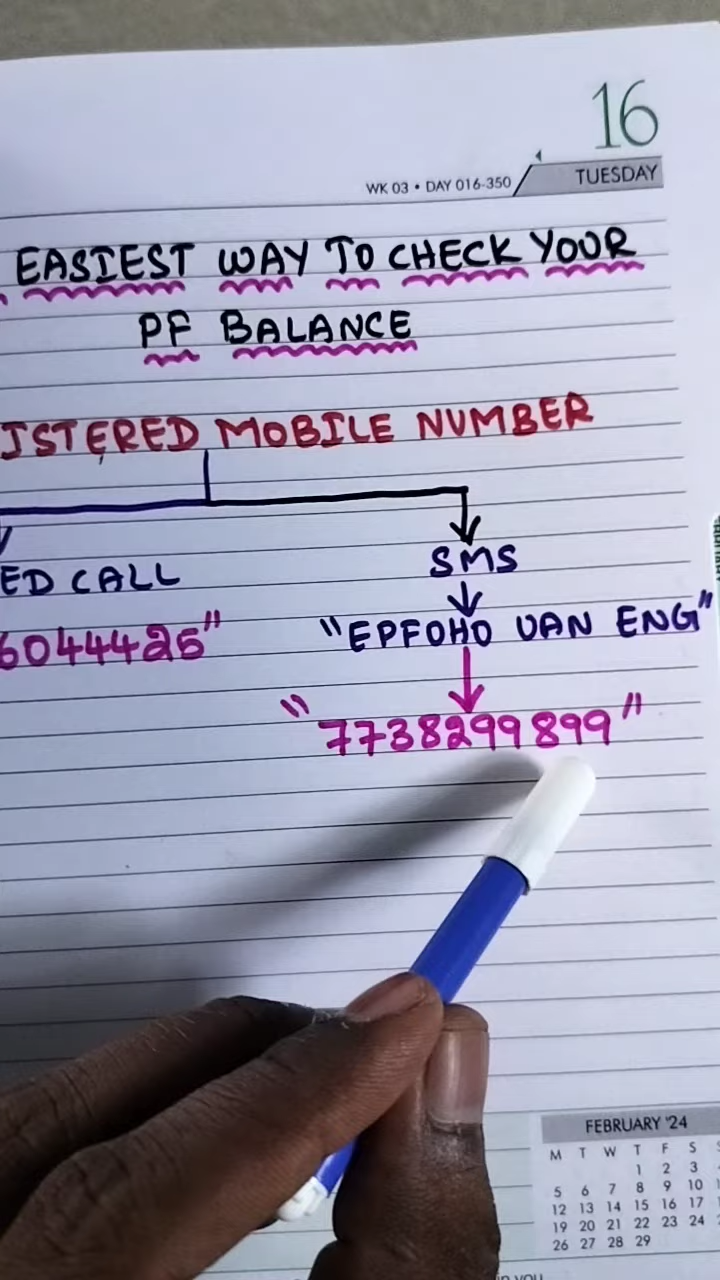 16
WK 03 • DAY 016-350 TUESDAY
EASIEST WAY TO CHECK YOUR
PF BALANCE
ISTERED MOBILE NUMBER
ED CALL
SMS
6044425"
"EPFOHO UAN ENG"
"7738299899"
FEBRUARY '24
M T W T F S S
1 2 3
5 6 7 8 9 10
12 13 14 15 16 17
19 20 21 22 23 24
26 27 28 29